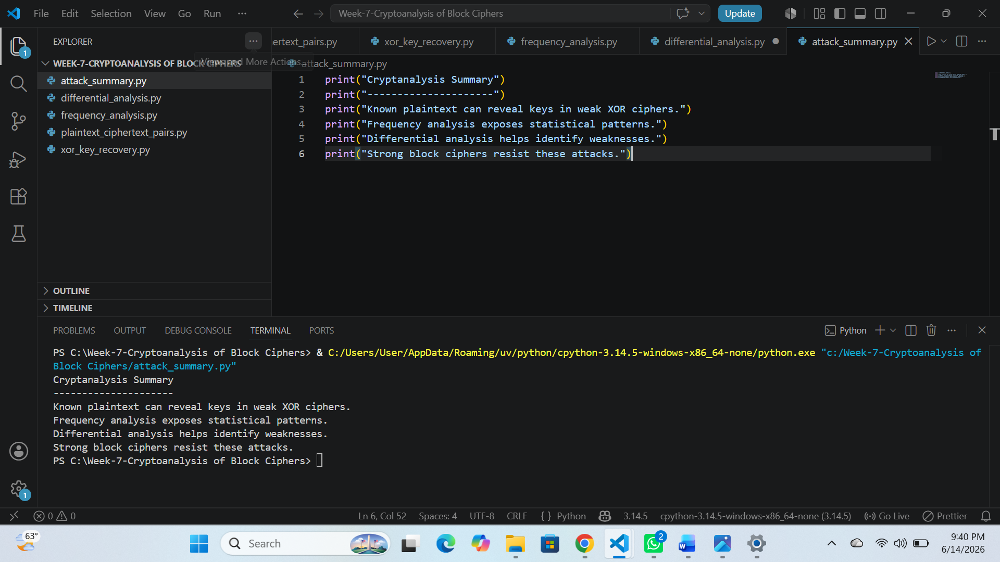 File Edit Selection View Go Run ···
Week-7-Cryptoanalysis of Block Ciphers
Update
EXPLORER
1
WEEK-7-CRYPTOANALYSIS OF BLOCK CIPHERS
attack_summary.py
differential_analysis.py
frequency_analysis.py
plaintext_ciphertext_pairs.py
xor_key_recovery.py
OUTLINE
TIMELINE
1
hertext_pairs.py
xor_key_recovery.py
frequency_analysis.py
differential_analysis.py
attack_summary.py
attack_summary.py
1 print("Cryptanalysis Summary")
2 print("---------------------")
3 print("Known plaintext can reveal keys in weak XOR ciphers.")
4 print("Frequency analysis exposes statistical patterns.")
5 print("Differential analysis helps identify weaknesses.")
6 print("Strong block ciphers resist these attacks.")
PROBLEMS OUTPUT DEBUG CONSOLE TERMINAL PORTS
Python
PS C:\Week-7-Cryptoanalysis of Block Ciphers> & C:/Users/User/AppData/Roaming/uv/python/cpython-3.14.5-windows-x86_64-none/python.exe "c:/Week-7-Cryptoanalysis of
Block Ciphers/attack_summary.py"
Cryptanalysis Summary
---------------------
Known plaintext can reveal keys in weak XOR ciphers.
Frequency analysis exposes statistical patterns.
Differential analysis helps identify weaknesses.
Strong block ciphers resist these attacks.
PS C:\Week-7-Cryptoanalysis of Block Ciphers>
0 0
Ln 6, Col 52 Spaces: 4 UTF-8 CRLF { } Python 3.14.5 cpython-3.14.5-windows-x86_64-none (3.14.5) Go Live Prettier
63°
Search
2
9:40 PM
6/14/2026